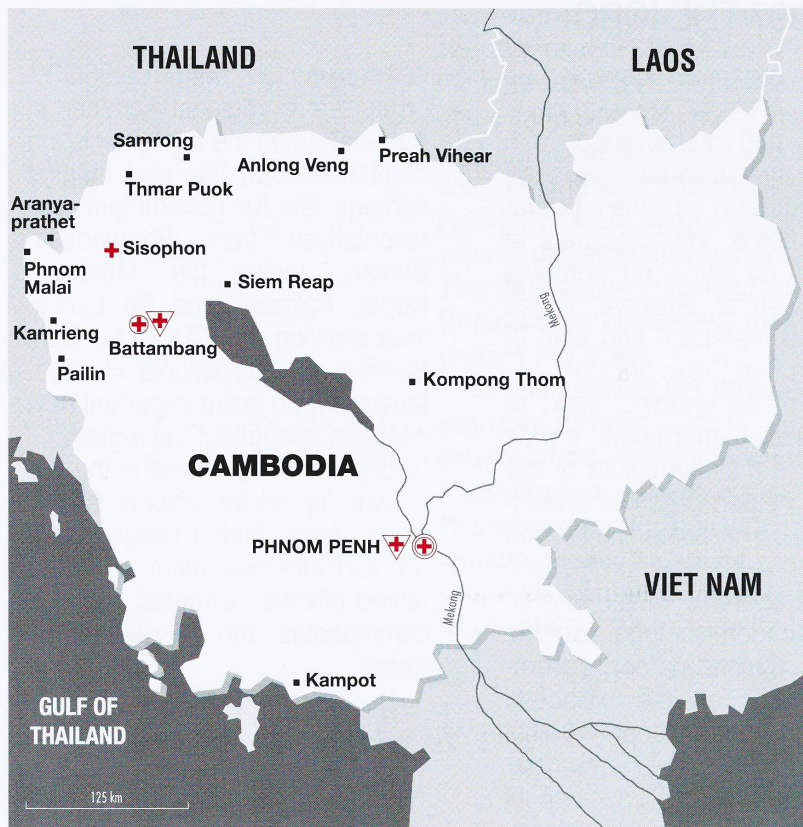 THAILAND
LAOS
Samrong
Anlong Veng
Preah Vihear
Thmar Puok
Aranya-
prathet
Sisophon
Phnom
Malai
Siem Reap
Mekong
Kamrieng
Battambang
Pailin
Kompong Thom
CAMBODIA
PHNOM PENH
VIET NAM
Mekong
Kampot
GULF OF
THAILAND
125 km